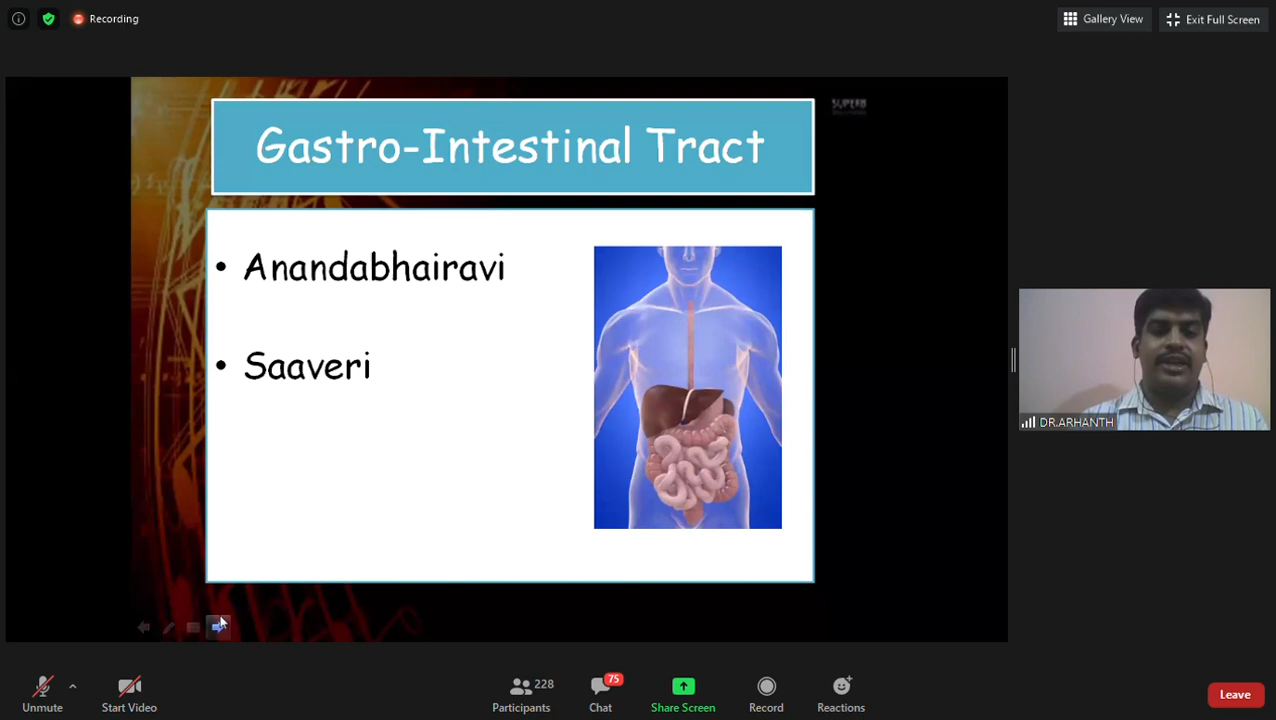 Recording
Gallery View
Exit Full Screen
SUPERB
Gastro-Intestinal Tract
• Anandabhairavi
• Saaveri
DR.ARHANTH
Unmute
Start Video
228
Participants
75
Chat
Share Screen
Record
Reactions
Leave